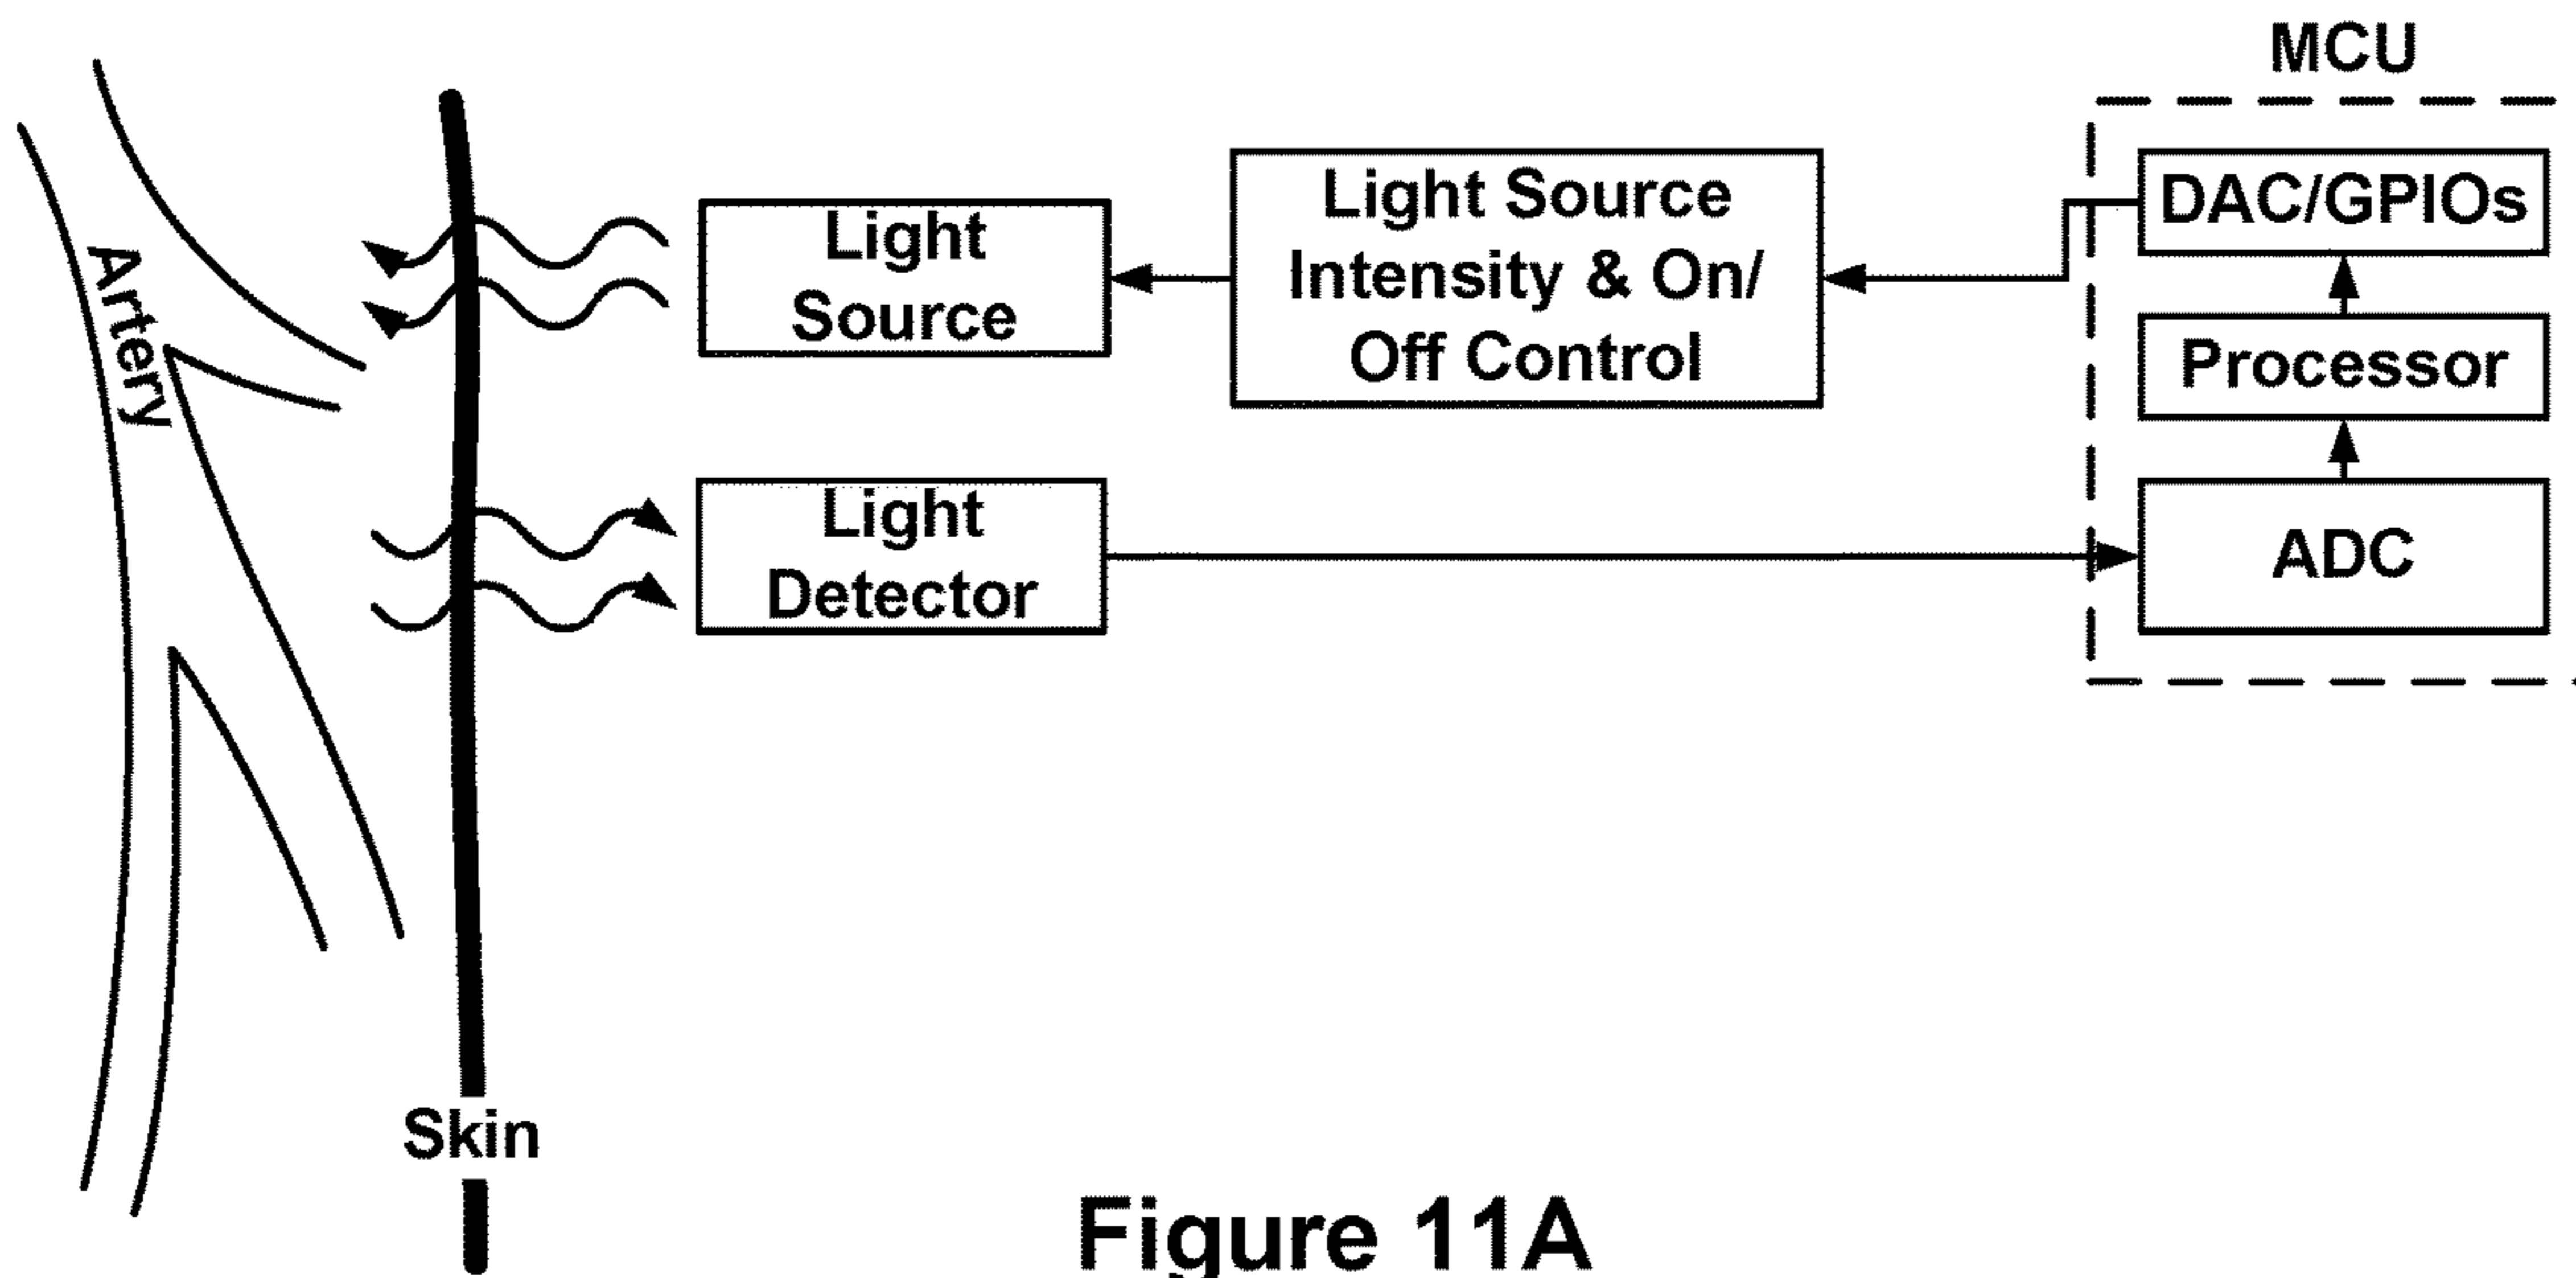 MCU
Light
Source
Light Source
Intensity & On/
Off Control
DAC/GPIOs
Processor
Artery
Light
Detector
ADC
Skin
Figure 11A